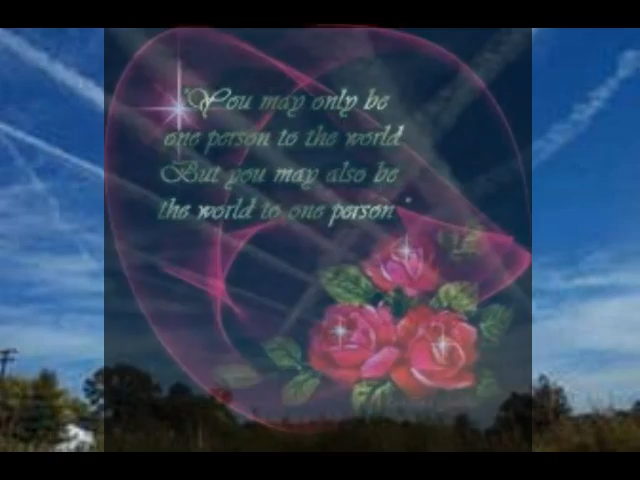 "You may only be
one person to the world
But you may also be
the world to one person"